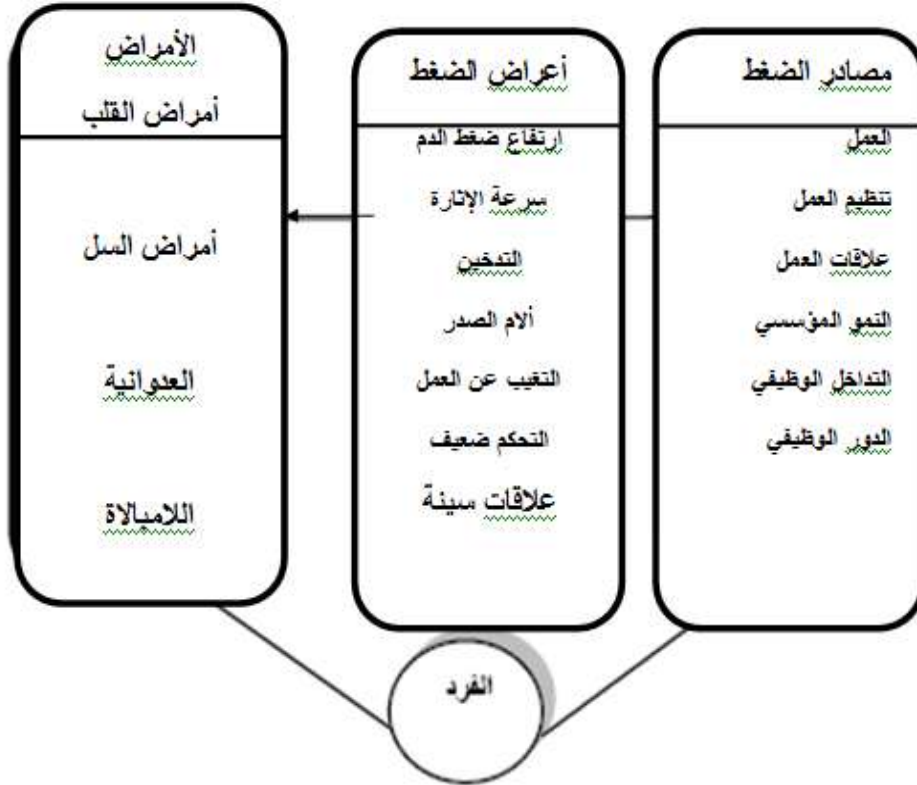 مصادر الضغط
العمل
تنظيم العمل
علاقات العمل
النمو المؤسسي
التداخل الوظيفي
الدور الوظيفي
أعراض الضغط
ارتفاع ضغط الدم
سرعة الإثارة
التدخين
ألام الصدر
التغيب عن العمل
التحكم ضعيف
علاقات سيئة
الأمراض
أمراض القلب
أمراض السل
العدوانية
اللامبالاة
الفرد